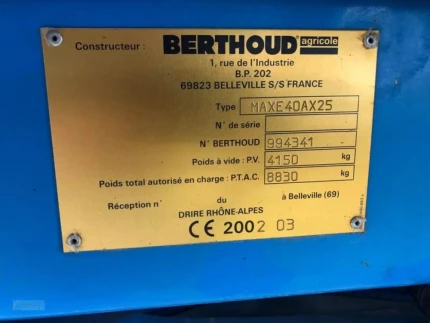 Constructeur : BERTHOUD agricole
1, rue de l'Industrie
B.P. 202
69823 BELLEVILLE S/S FRANCE
Type MAXE40AX25
N° de série
N° BERTHOUD 994341
Poids à vide : P.V. 4150 kg
Poids total autorisé en charge : P.T.A.C. 8830 kg
Réception n° du à Belleville (69)
DRIRE RHÔNE-ALPES
CE 2002 03